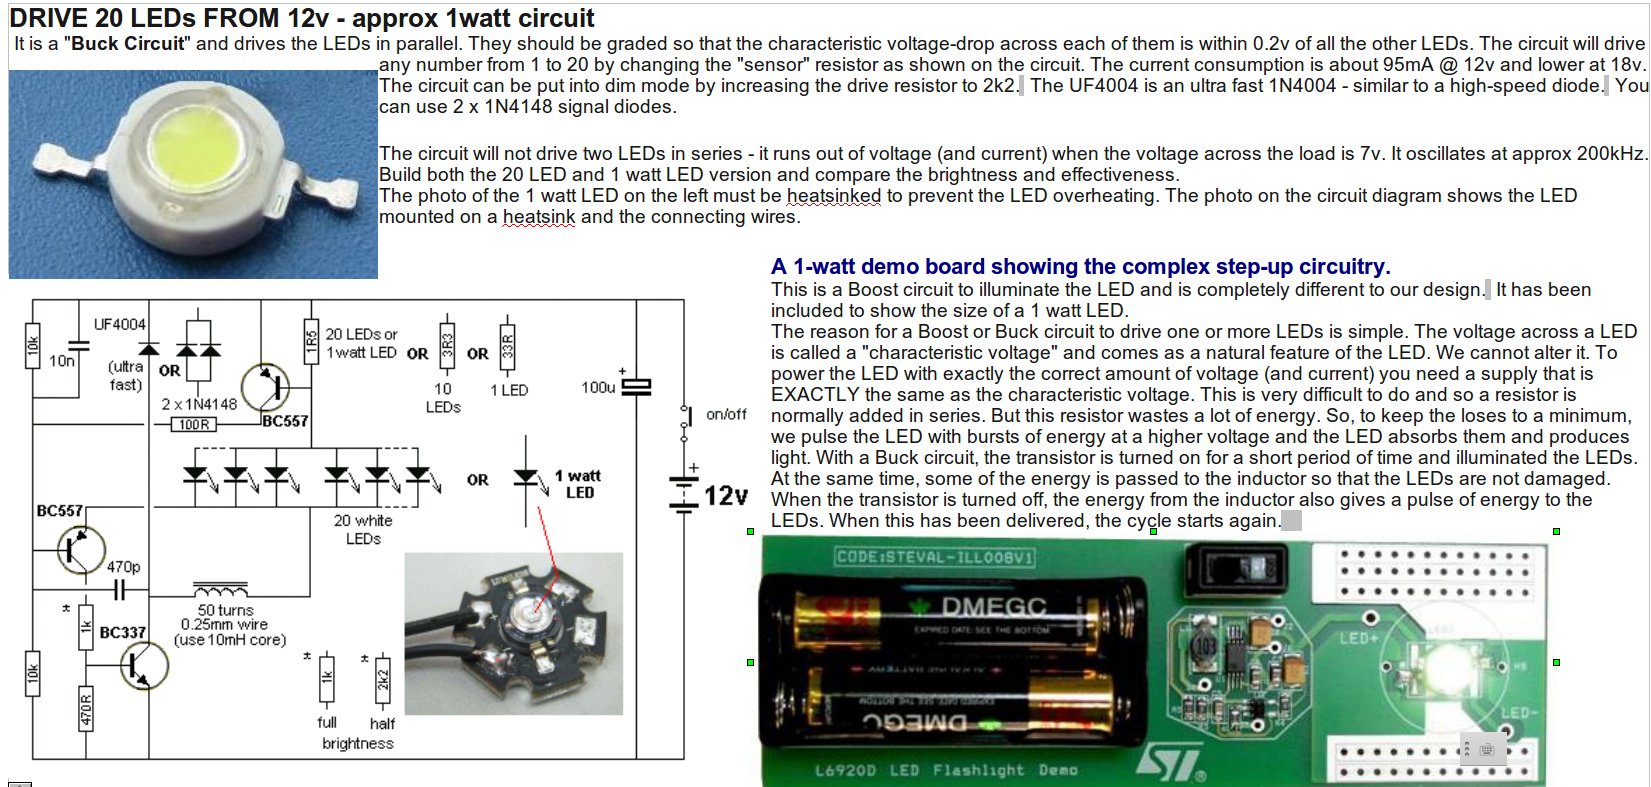 DRIVE 20 LEDs FROM 12v - approx 1watt circuit
It is a "Buck Circuit" and drives the LEDs in parallel. They should be graded so that the characteristic voltage-drop across each of them is within 0.2v of all the other LEDs. The circuit will drive
any number from 1 to 20 by changing the "sensor" resistor as shown on the circuit. The current consumption is about 95mA @ 12v and lower at 18v.
The circuit can be put into dim mode by increasing the drive resistor to 2k2. The UF4004 is an ultra fast 1N4004 - similar to a high-speed diode. You
can use 2 x 1N4148 signal diodes.
The circuit will not drive two LEDs in series - it runs out of voltage (and current) when the voltage across the load is 7v. It oscillates at approx 200kHz.
Build both the 20 LED and 1 watt LED version and compare the brightness and effectiveness.
The photo of the 1 watt LED on the left must be heatsinked to prevent the LED overheating. The photo on the circuit diagram shows the LED
mounted on a heatsink and the connecting wires.
A 1-watt demo board showing the complex step-up circuitry.
This is a Boost circuit to illuminate the LED and is completely different to our design. It has been
included to show the size of a 1 watt LED.
The reason for a Boost or Buck circuit to drive one or more LEDs is simple. The voltage across a LED
is called a "characteristic voltage" and comes as a natural feature of the LED. We cannot alter it. To
power the LED with exactly the correct amount of voltage (and current) you need a supply that is
EXACTLY the same as the characteristic voltage. This is very difficult to do and so a resistor is
normally added in series. But this resistor wastes a lot of energy. So, to keep the loses to a minimum,
we pulse the LED with bursts of energy at a higher voltage and the LED absorbs them and produces
light. With a Buck circuit, the transistor is turned on for a short period of time and illuminated the LEDs.
At the same time, some of the energy is passed to the inductor so that the LEDs are not damaged.
When the transistor is turned off, the energy from the inductor also gives a pulse of energy to the
LEDs. When this has been delivered, the cycle starts again.
10k
10n
UF4004
(ultra
fast)
OR
2 x 1N4148
100R
BC557
1R5
20 LEDs or
1watt LED
OR
3R3
10
LEDs
OR
33R
1 LED
100u
+
on/off
+
12v
OR
1 watt
LED
20 white
LEDs
BC557
470p
50 turns
0.25mm wire
(use 10mH core)
*
1k
BC337
10k
470R
*
1k
full
*
2k2
half
brightness
CODE:STEVAL-ILL008V1
DMEGC
EXPIRED DATE:SEE THE BOTTOM
DMEGC
103
LED+
LED-
L6920D LED Flashlight Demo
ST